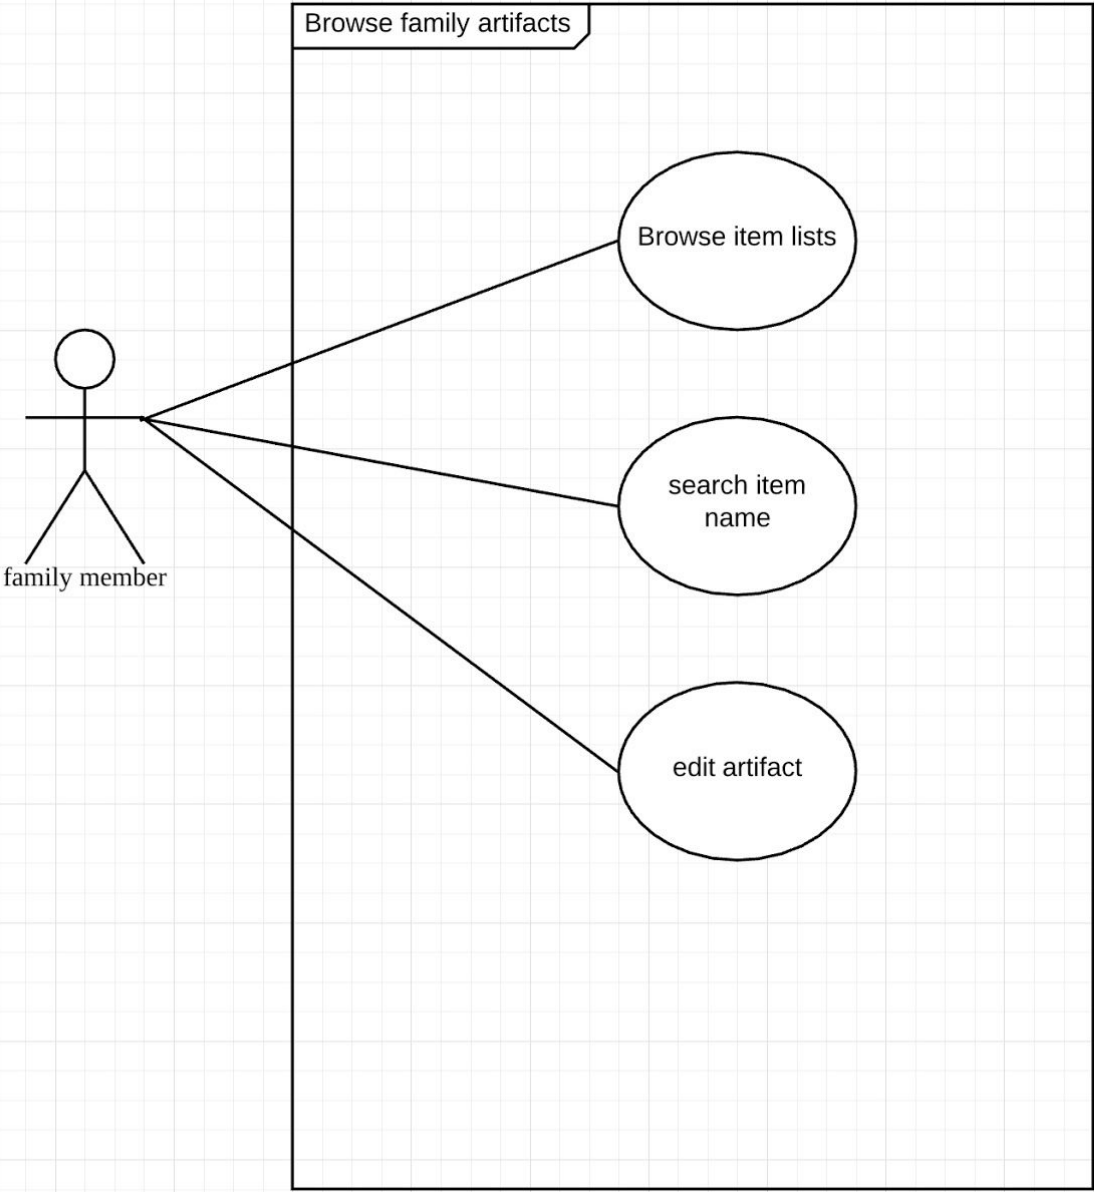 Browse family artifacts
Browse item lists
search item
name
family member
edit artifact